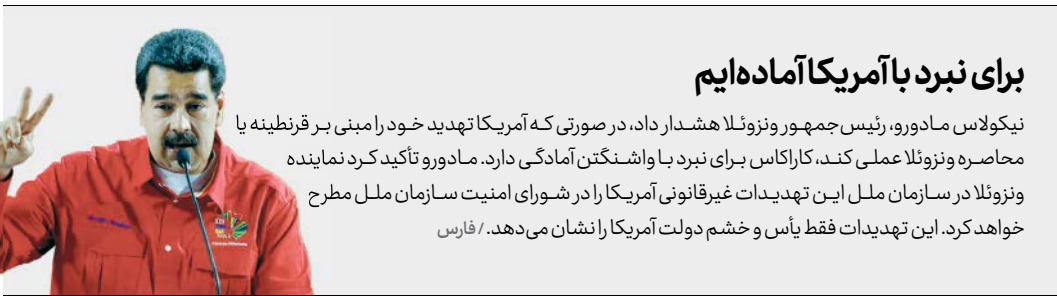 برای نبرد با آمریکا آماده‌ایم
نیکولاس مادورو، رئیس‌جمهور ونزوئلا هشدار داد، در صورتی که آمریکا تهدید خود را مبنی بر قرنطینه یا
محاصره ونزوئلا عملی کند، کاراکاس برای نبرد با واشنگتن آمادگی دارد. مادورو تأکید کرد نماینده
ونزوئلا در سازمان ملل این تهدیدات غیرقانونی آمریکا را در شورای امنیت سازمان ملل مطرح
خواهد کرد. این تهدیدات فقط یأس و خشم دولت آمریکا را نشان می‌دهد. / فارس